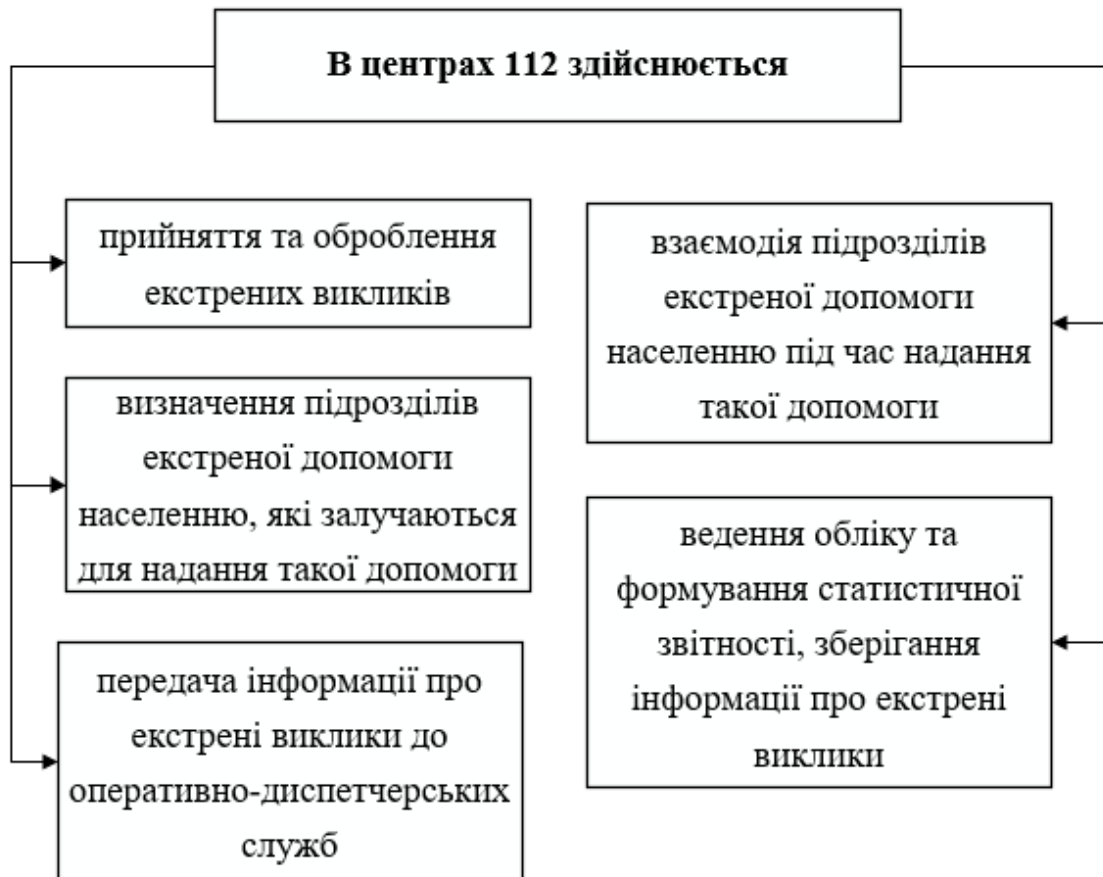 В центрах 112 здійснюється
прийняття та оброблення
екстрених викликів
визначення підрозділів
екстреної допомоги
населенню, які залучаються
для надання такої допомоги
передача інформації про
екстрені виклики до
оперативно-диспетчерських
служб
взаємодія підрозділів
екстреної допомоги
населенню під час надання
такої допомоги
ведення обліку та
формування статистичної
звітності, зберігання
інформації про екстрені
виклики